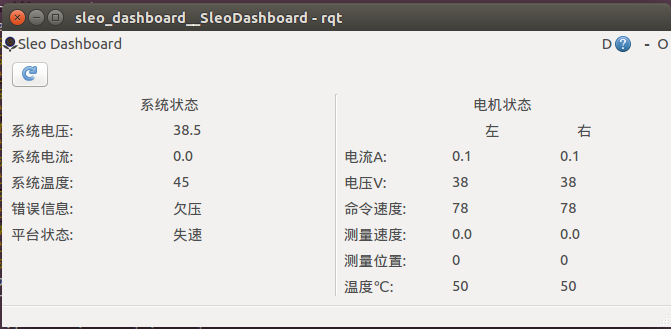 sleo_dashboard__SleoDashboard - rqt
Sleo Dashboard D ? - O
系统状态
系统电压: 38.5
系统电流: 0.0
系统温度: 45
错误信息: 欠压
平台状态: 失速
电机状态
左 右
电流A: 0.1 0.1
电压V: 38 38
命令速度: 78 78
测量速度: 0.0 0.0
测量位置: 0 0
温度℃: 50 50